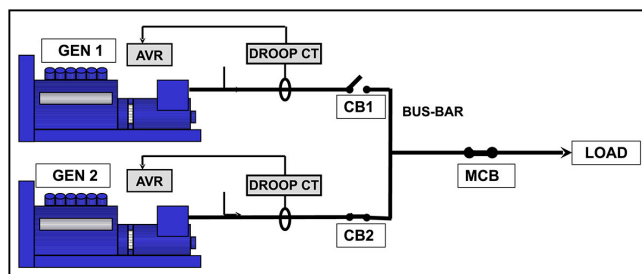 GEN 1
AVR
DROOP CT
CB1
BUS-BAR
LOAD
MCB
GEN 2
AVR
DROOP CT
CB2